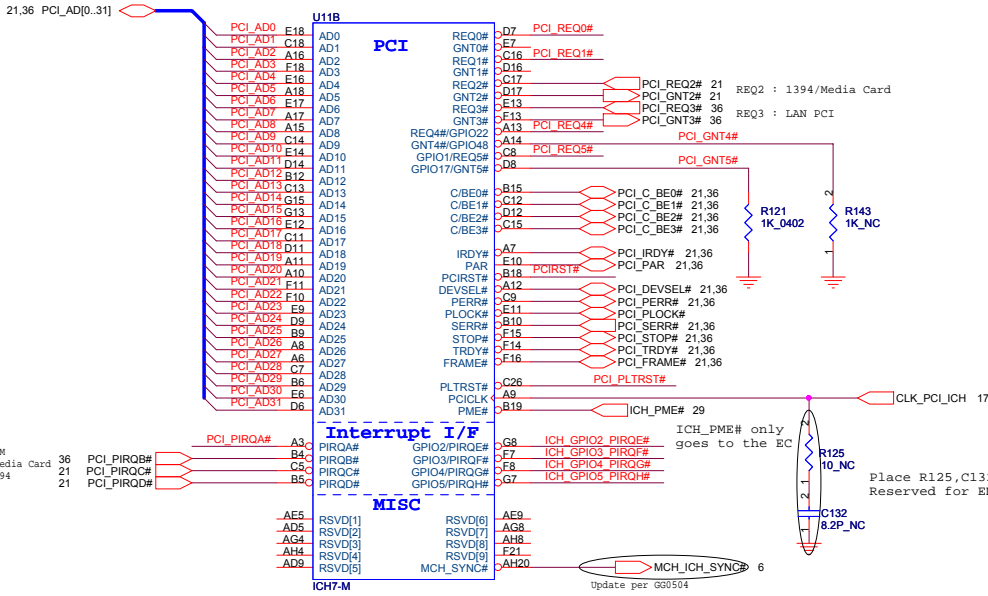 21,36 PCI_AD[0..31]
U11B
PCI
PCI_AD0 E18 AD0
PCI_AD1 C18 AD1
PCI_AD2 A16 AD2
PCI_AD3 F18 AD3
PCI_AD4 E16 AD4
PCI_AD5 A18 AD5
PCI_AD6 E17 AD6
PCI_AD7 A17 AD7
PCI_AD8 A15 AD8
PCI_AD9 C14 AD9
PCI_AD10 E14 AD10
PCI_AD11 D14 AD11
PCI_AD12 B12 AD12
PCI_AD13 C13 AD13
PCI_AD14 G15 AD14
PCI_AD15 G13 AD15
PCI_AD16 E12 AD16
PCI_AD17 C11 AD17
PCI_AD18 D11 AD18
PCI_AD19 A11 AD19
PCI_AD20 A10 AD20
PCI_AD21 F11 AD21
PCI_AD22 F10 AD22
PCI_AD23 E9 AD23
PCI_AD24 D9 AD24
PCI_AD25 B9 AD25
PCI_AD26 A8 AD26
PCI_AD27 A6 AD27
PCI_AD28 C7 AD28
PCI_AD29 B6 AD29
PCI_AD30 E6 AD30
PCI_AD31 D6 AD31
REQ0# D7 PCI_REQ0#
GNT0# E7
REQ1# C16 PCI_REQ1#
GNT1# D16
REQ2# C17 PCI_REQ2# 21
GNT2# D17 PCI_GNT2# 21
REQ3# E13 PCI_REQ3# 36
GNT3# F13 PCI_GNT3# 36
REQ2 : 1394/Media Card
REQ3 : LAN PCI
REQ4#/GPIO22 A13 PCI_REQ4#
GNT4#/GPIO48 A14 PCI_GNT4#
GPIO1/REQ5# C8 PCI_REQ5#
GPIO17/GNT5# D8 PCI_GNT5#
C/BE0# B15 PCI_C_BE0# 21,36
C/BE1# C12 PCI_C_BE1# 21,36
C/BE2# D12 PCI_C_BE2# 21,36
C/BE3# C15 PCI_C_BE3# 21,36
R121
1K_0402
2
R143
1K_NC
1
IRDY# A7 PCI_IRDY# 21,36
PAR E10 PCI_PAR 21,36
PCIRST# B18 PCIRST#
DEVSEL# A12 PCI_DEVSEL# 21,36
PERR# C9 PCI_PERR# 21,36
PLOCK# E11 PCI_PLOCK#
SERR# B10 PCI_SERR# 21,36
STOP# F15 PCI_STOP# 21,36
TRDY# F14 PCI_TRDY# 21,36
FRAME# F16 PCI_FRAME# 21,36
PLTRST# C26 PCI_PLTRST#
PCICLK A9 CLK_PCI_ICH 17
PME# B19 ICH_PME# 29
ICH_PME# only
goes to the EC
Interrupt I/F
PCI_PIRQA# A3 PIRQA#
36 PCI_PIRQB# B4 PIRQB#
21 PCI_PIRQC# C5 PIRQC#
21 PCI_PIRQD# B5 PIRQD#
M
edia Card
94
GPIO2/PIRQE# G8 ICH_GPIO2_PIRQE#
GPIO3/PIRQF# F7 ICH_GPIO3_PIRQF#
GPIO4/PIRQG# F8 ICH_GPIO4_PIRQG#
GPIO5/PIRQH# G7 ICH_GPIO5_PIRQH#
2
R125
10_NC
1
2
C132
8.2P_NC
1
Place R125,C13
Reserved for E
MISC
AE5 RSVD[1]
AD5 RSVD[2]
AG4 RSVD[3]
AH4 RSVD[4]
AD9 RSVD[5]
RSVD[6] AE9
RSVD[7] AG8
RSVD[8] AH8
RSVD[9] F21
MCH_SYNC# AH20 MCH_ICH_SYNC# 6
Update per GG0504
ICH7-M